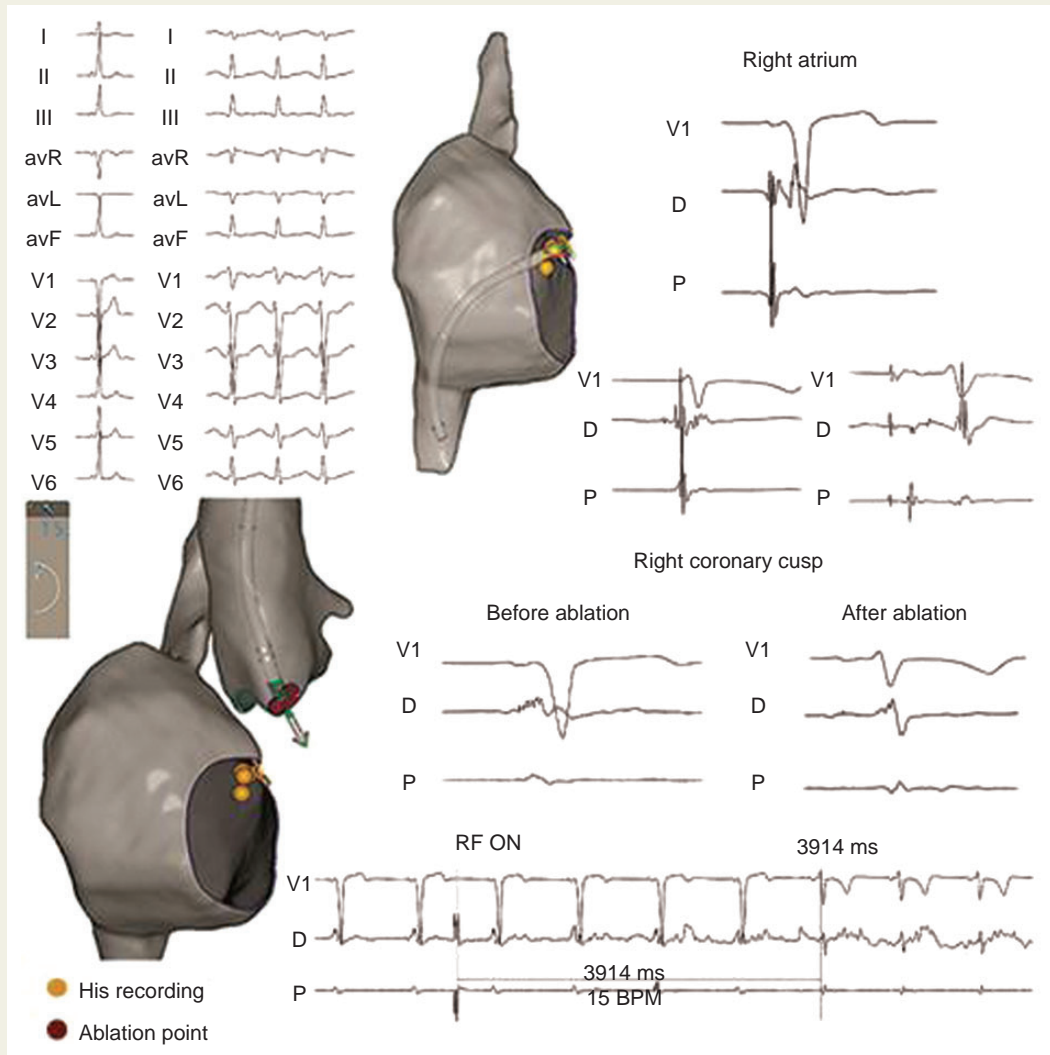 I I
II II
III III
avR avR
avL avL
avF avF
V1 V1
V2 V2
V3 V3
V4 V4
V5 V5
V6 V6
Right atrium
V1
D
P
V1 V1
D D
P P
Right coronary cusp
Before ablation After ablation
V1 V1
D D
P P
RF ON 3914 ms
V1
D
3914 ms
P 15 BPM
His recording
Ablation point